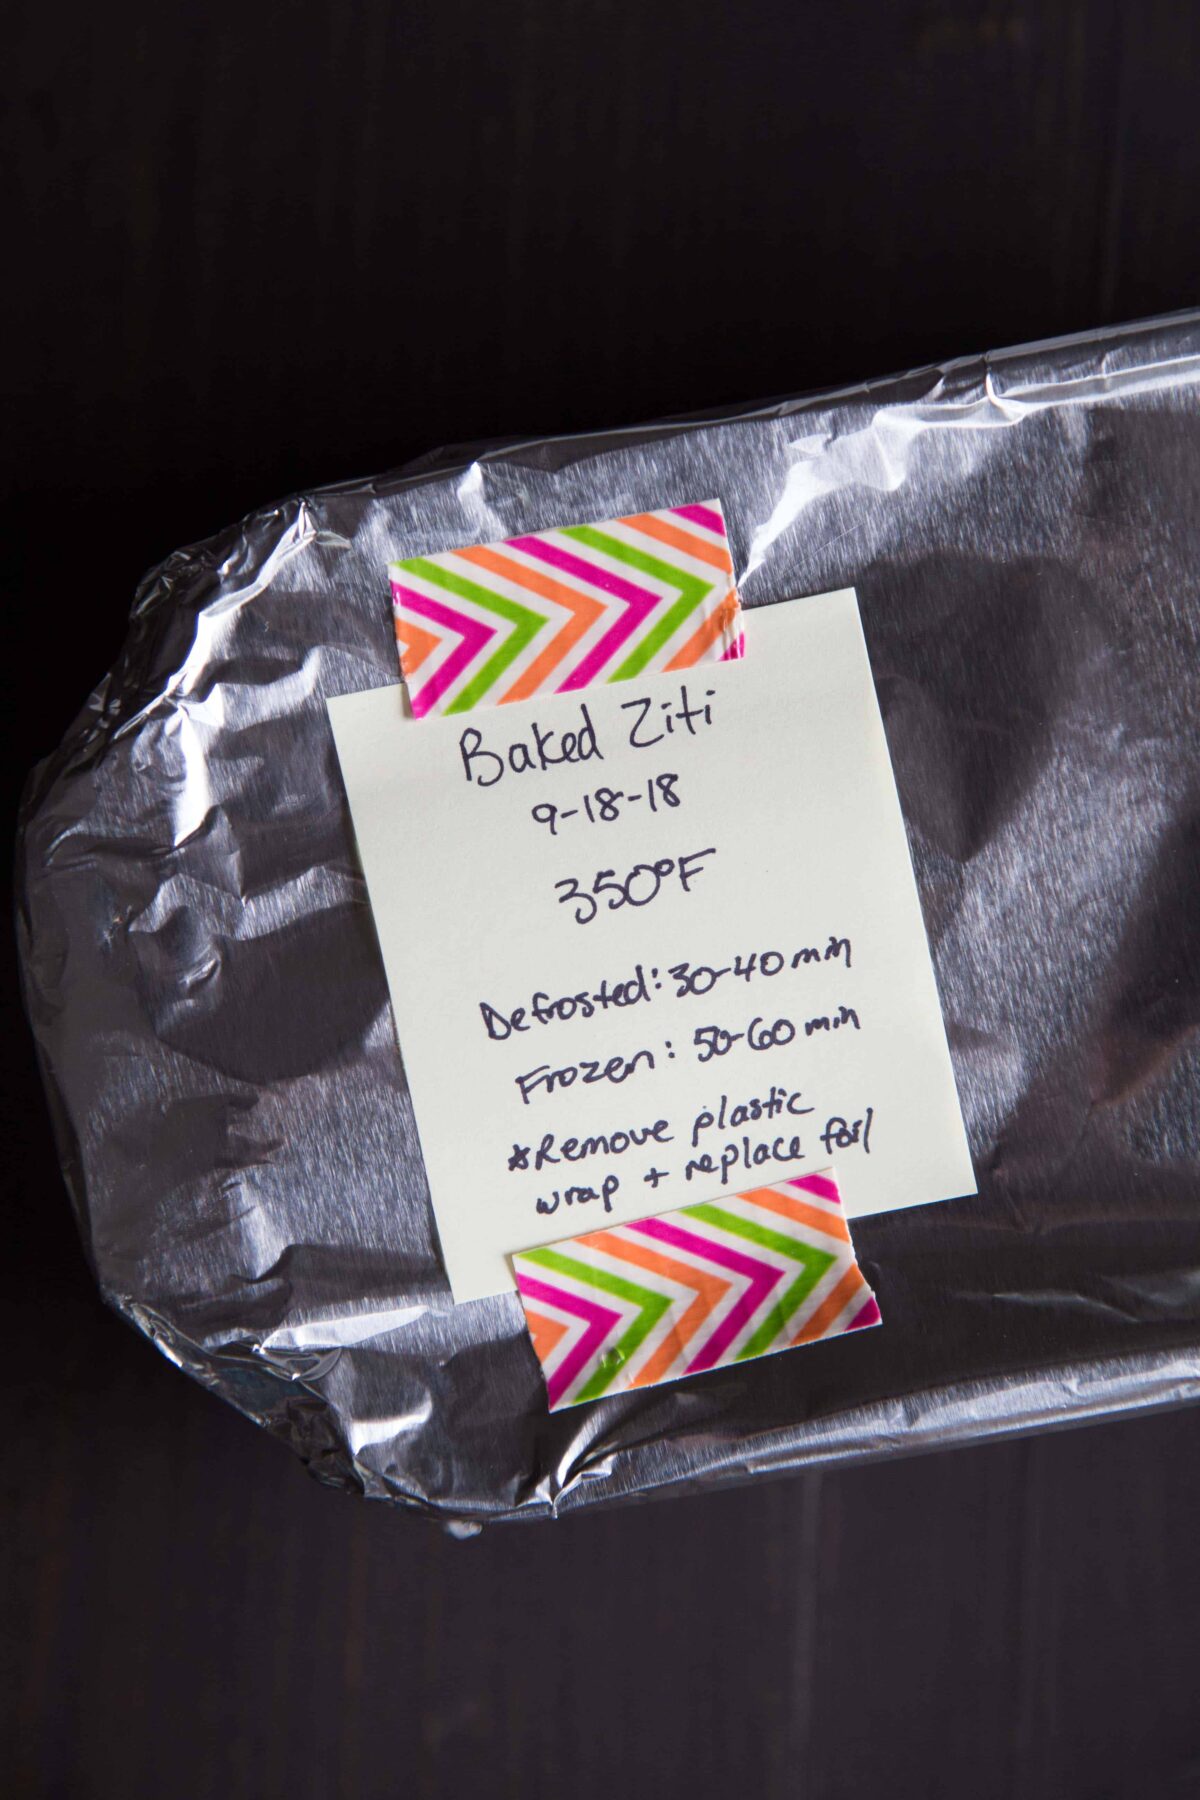 Baked Ziti
9-18-18
350°F
Defrosted: 30-40 min
Frozen: 50-60 min
*Remove plastic
wrap + replace foil